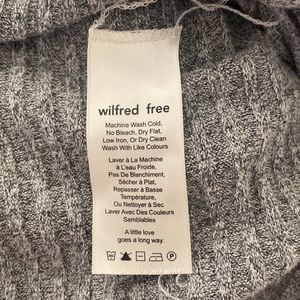 wilfred free
Machine Wash Cold,
No Bleach, Dry Flat,
Low Iron, Or Dry Clean
Wash With Like Colours
Laver à La Machine
à L'eau Froide,
Pas De Blanchiment,
Sécher à Plat,
Repasser à Basse
Température,
Ou Nettoyer à Sec
Laver Avec Des Couleurs
Semblables
A little love
goes a long way.